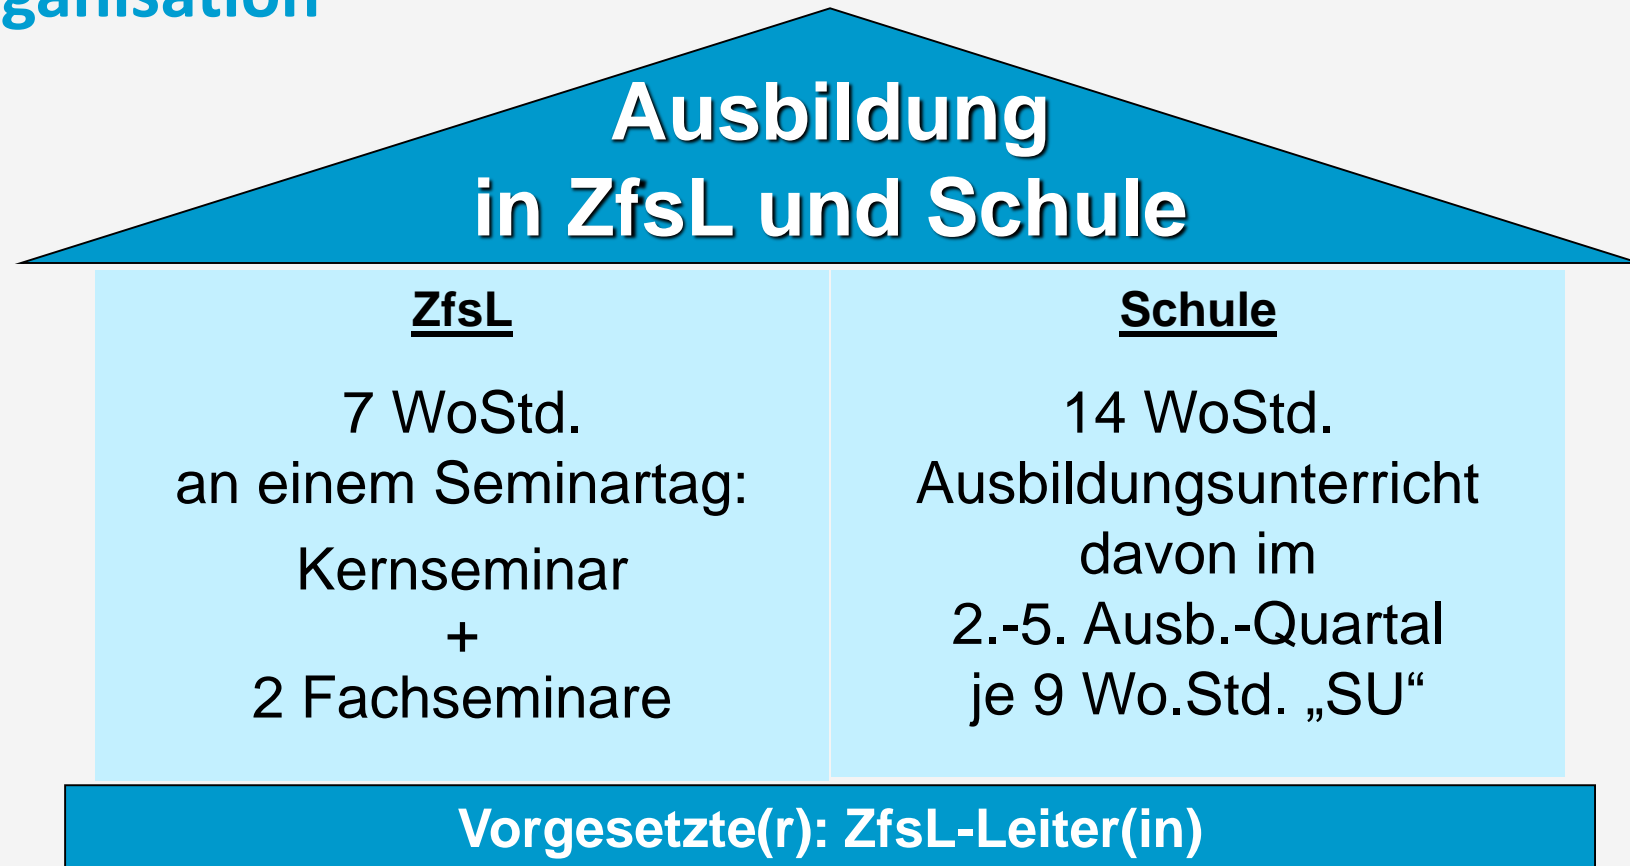 ganisation
Ausbildung
in ZfsL und Schule
ZfsL
7 WoStd.
an einem Seminartag:
Kernseminar
+
2 Fachseminare
Schule
14 WoStd.
Ausbildungsunterricht
davon im
2.-5. Ausb.-Quartal
je 9 Wo.Std. „SU“
Vorgesetzte(r): ZfsL-Leiter(in)